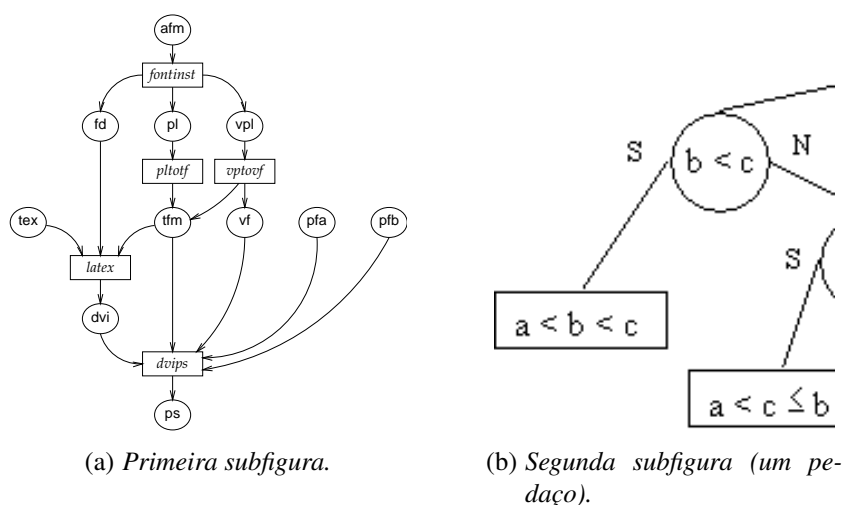 afm
fontinst
fd
pl
vpl
pltotf
vptovf
tex
tfm
vf
pfa
pfb
latex
dvi
dvips
ps
(a) Primeira subfigura.
S
b < c
N
S
a < b < c
a < c ≤ b
(b) Segunda subfigura (um pe-
daço).